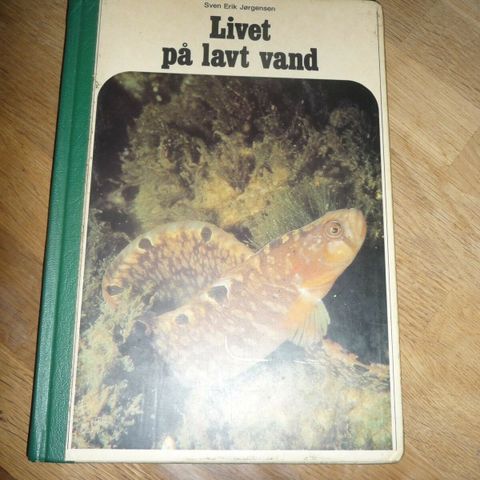 Sven Erik Jørgensen
Livet
på lavt vand